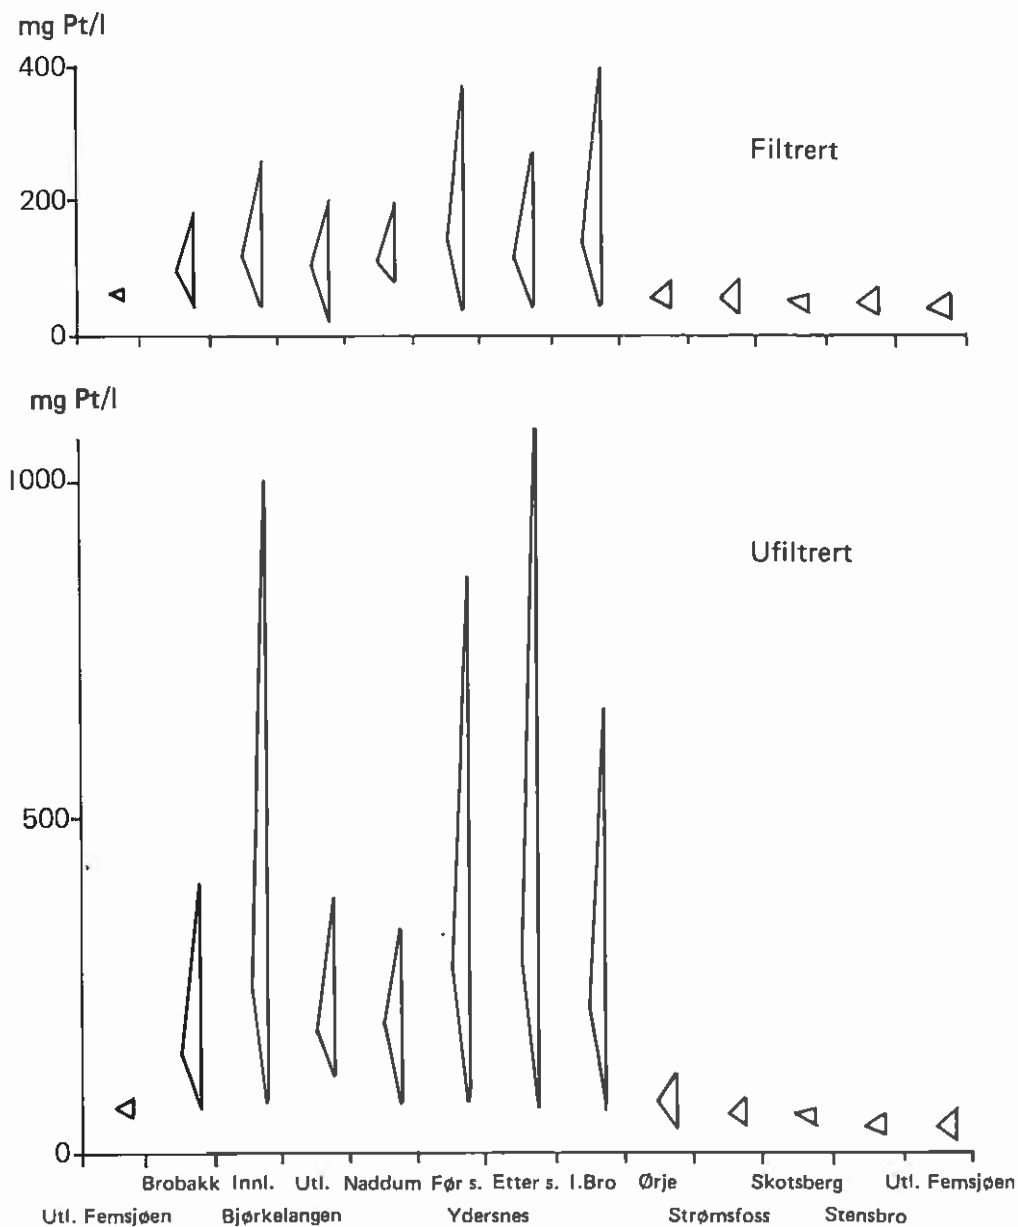 mg Pt/l
400
Filtrert
200
0
mg Pt/l
1000
Ufiltrert
500
0
Brobakk Innl. Utl. Naddum Før s. Etter s. l.Bro Ørje Skotsberg Utl. Femsjøen
Utl. Femsjøen Bjørkelangen Ydersnes Strømsfoss Stensbro